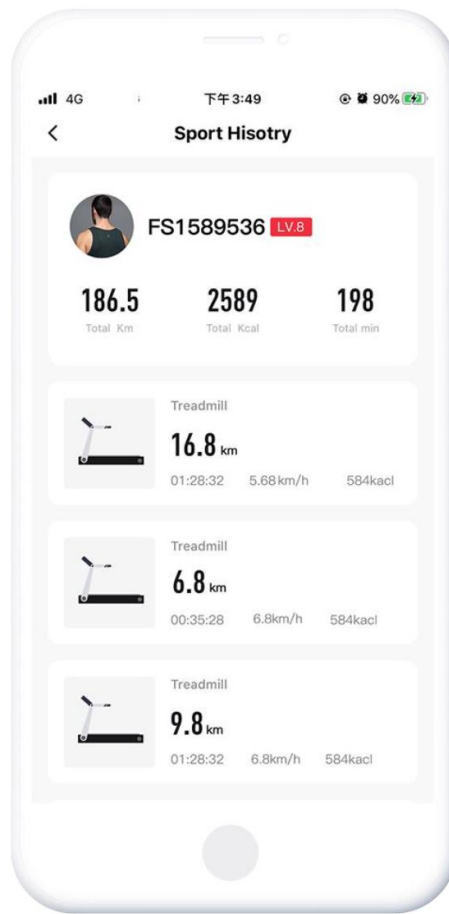 4G 下午3:49 90%
Sport Hisotry
FS1589536 LV.8
186.5 2589 198
Total Km Total Kcal Total min
Treadmill
16.8 km
01:28:32 5.68km/h 584kacl
Treadmill
6.8 km
00:35:28 6.8km/h 584kacl
Treadmill
9.8 km
01:28:32 6.8km/h 584kacl